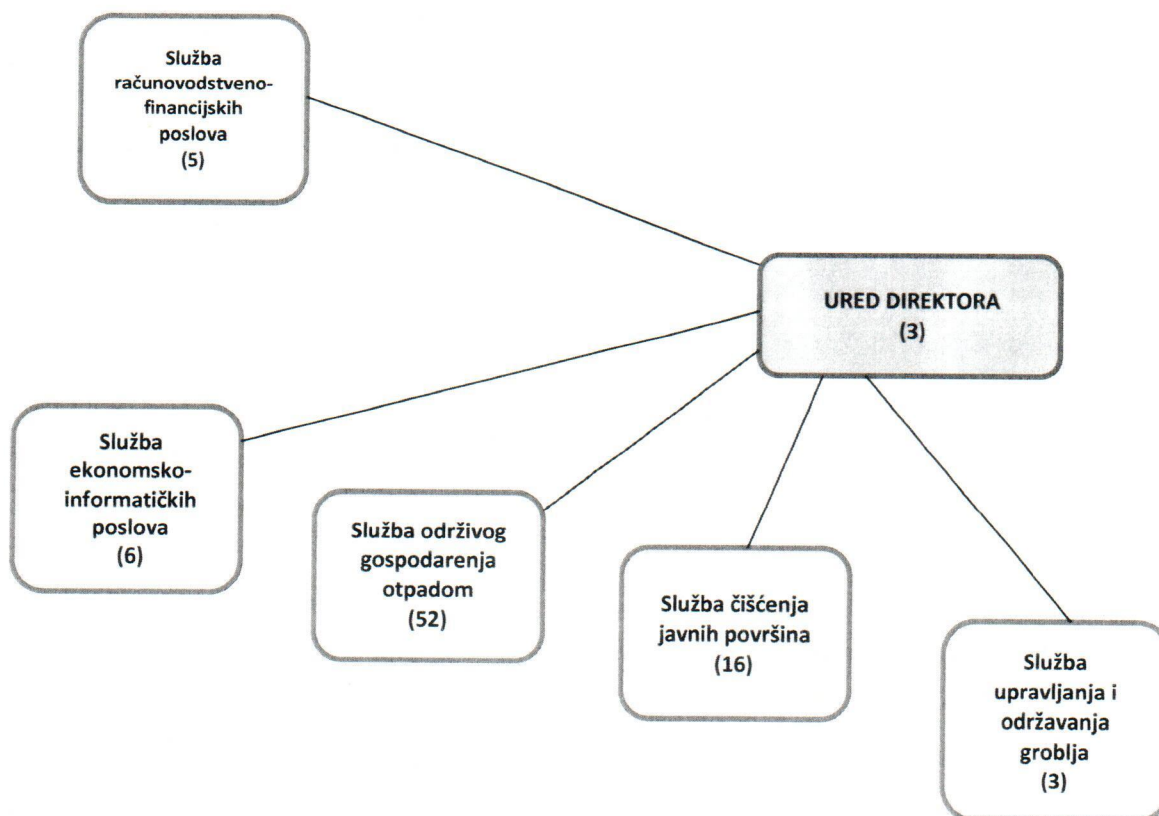 Služba
računovodstveno-
financijskih
poslova
(5)
URED DIREKTORA
(3)
Služba
ekonomsko-
informatičkih
poslova
(6)
Služba održivog
gospodarenja
otpadom
(52)
Služba čišćenja
javnih površina
(16)
Služba
upravljanja i
održavanja
groblja
(3)